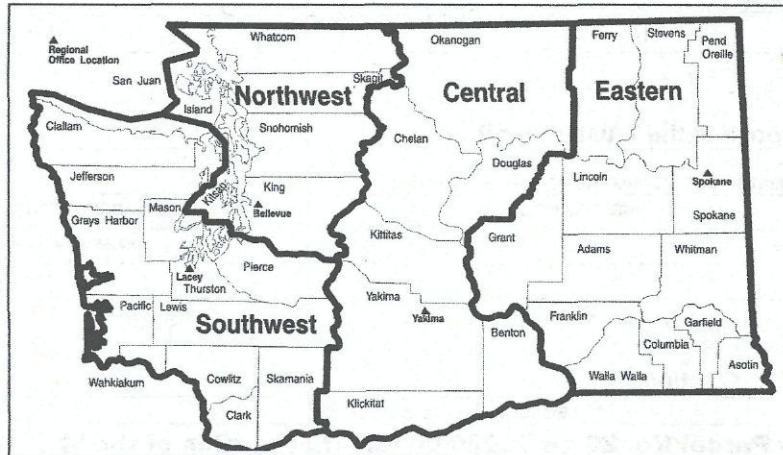 Whatcom
Okanogan
Ferry
Stevens
Pend
Oreille
Regional
Office Location
San Juan
Skagit
Island
Northwest
Central
Eastern
Clallam
Snohomish
Chelan
Douglas
Jefferson
Lincoln
Spokane
Kitsap
King
Mason
Bellevue
Spokane
Grays Harbor
Grant
Kittitas
Adams
Whitman
Pierce
Lacey
Thurston
Yakima
Yakima
Pacific
Lewis
Southwest
Benton
Franklin
Garfield
Columbia
Asotin
Wahkiakum
Cowlitz
Skamania
Walla Walla
Clark
Klickitat